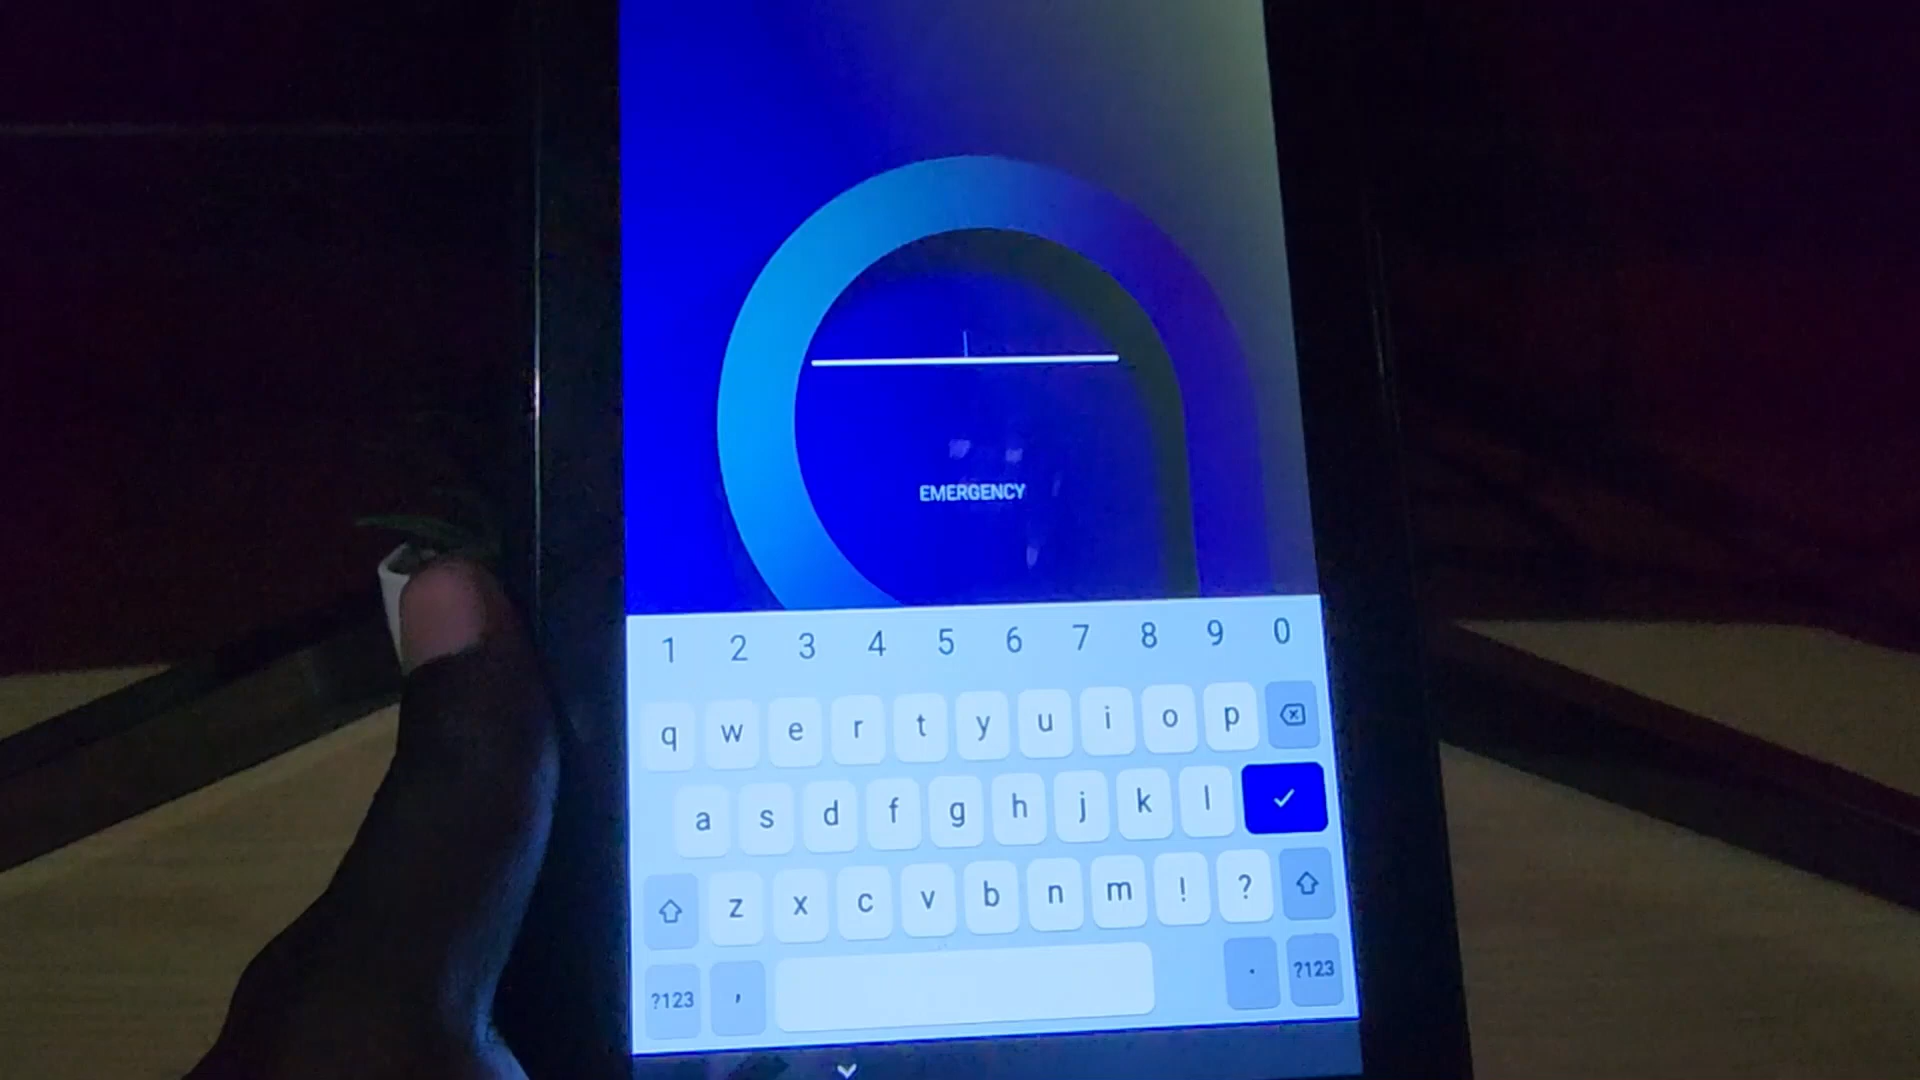 EMERGENCY
1 2 3 4 5 6 7 8 9 0
q w e r t y u i o p
a s d f g h j k l
z x c v b n m ! ?
?123 , . ?123